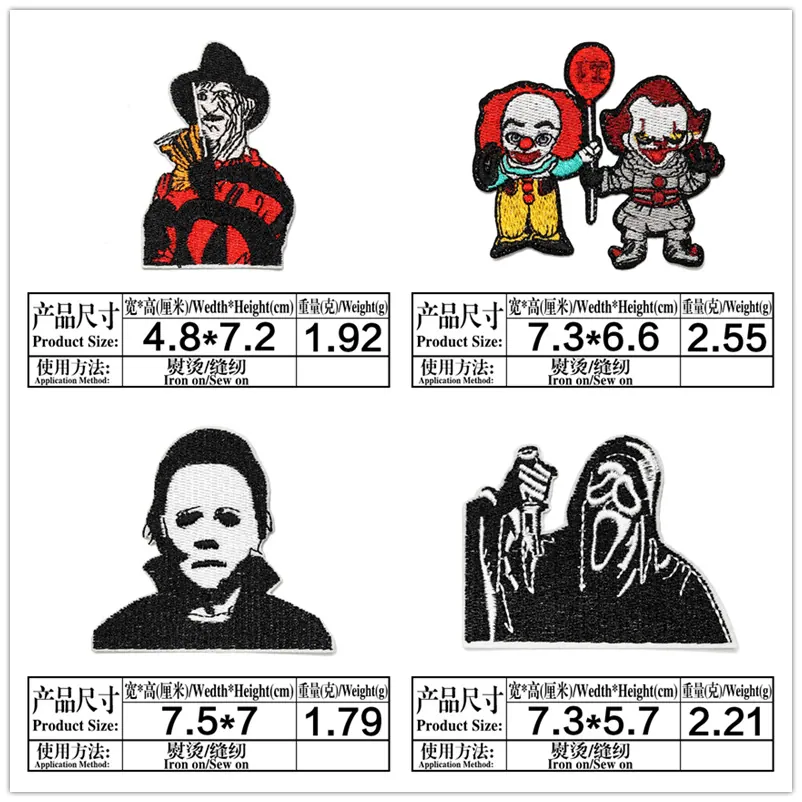 IT
产品尺寸
Product Size:
宽*高(厘米)/Wedth*Height(cm)
重量(克)/Weight(g)
4.8*7.2
1.92
使用方法:
Application Method:
熨烫/缝纫
Iron on/Sew on
产品尺寸
Product Size:
宽*高(厘米)/Wedth*Height(cm)
重量(克)/Weight(g)
7.3*6.6
2.55
使用方法:
Application Method:
熨烫/缝纫
Iron on/Sew on
产品尺寸
Product Size:
宽*高(厘米)/Wedth*Height(cm)
重量(克)/Weight(g)
7.5*7
1.79
使用方法:
Application Method:
熨烫/缝纫
Iron on/Sew on
产品尺寸
Product Size:
宽*高(厘米)/Wedth*Height(cm)
重量(克)/Weight(g)
7.3*5.7
2.21
使用方法:
Application Method:
熨烫/缝纫
Iron on/Sew on